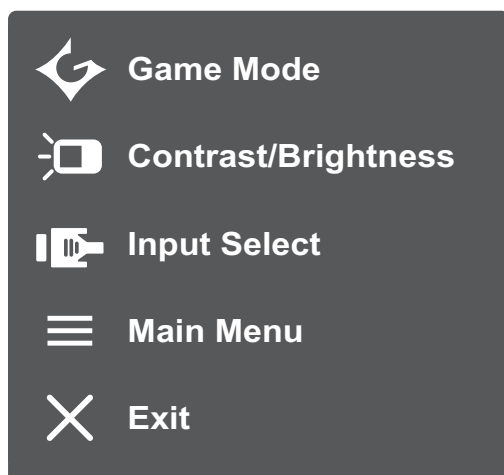 Game Mode
Contrast/Brightness
Input Select
Main Menu
Exit